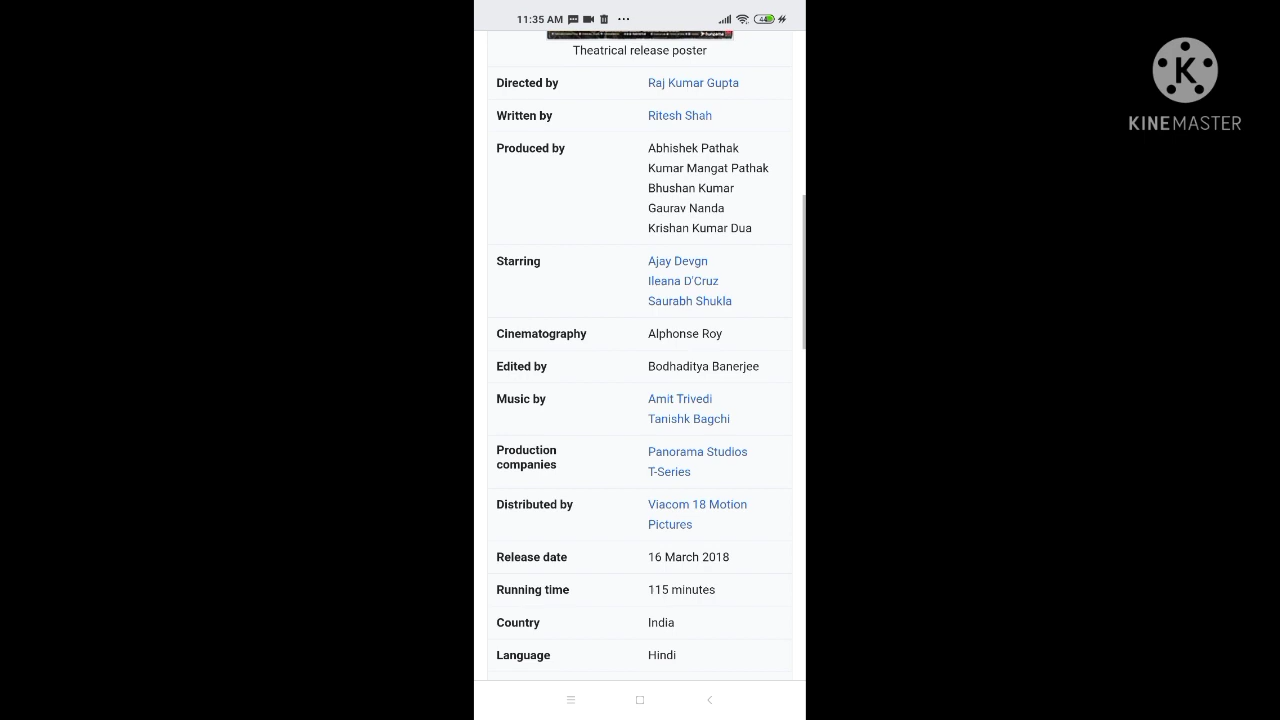 11:35 AM
44
Theatrical release poster
Directed by Raj Kumar Gupta
Written by Ritesh Shah
Produced by Abhishek Pathak
Kumar Mangat Pathak
Bhushan Kumar
Gaurav Nanda
Krishan Kumar Dua
Starring Ajay Devgn
Ileana D'Cruz
Saurabh Shukla
Cinematography Alphonse Roy
Edited by Bodhaditya Banerjee
Music by Amit Trivedi
Tanishk Bagchi
Production
companies
Panorama Studios
T-Series
Distributed by Viacom 18 Motion
Pictures
Release date 16 March 2018
Running time 115 minutes
Country India
Language Hindi
K
KINEMASTER